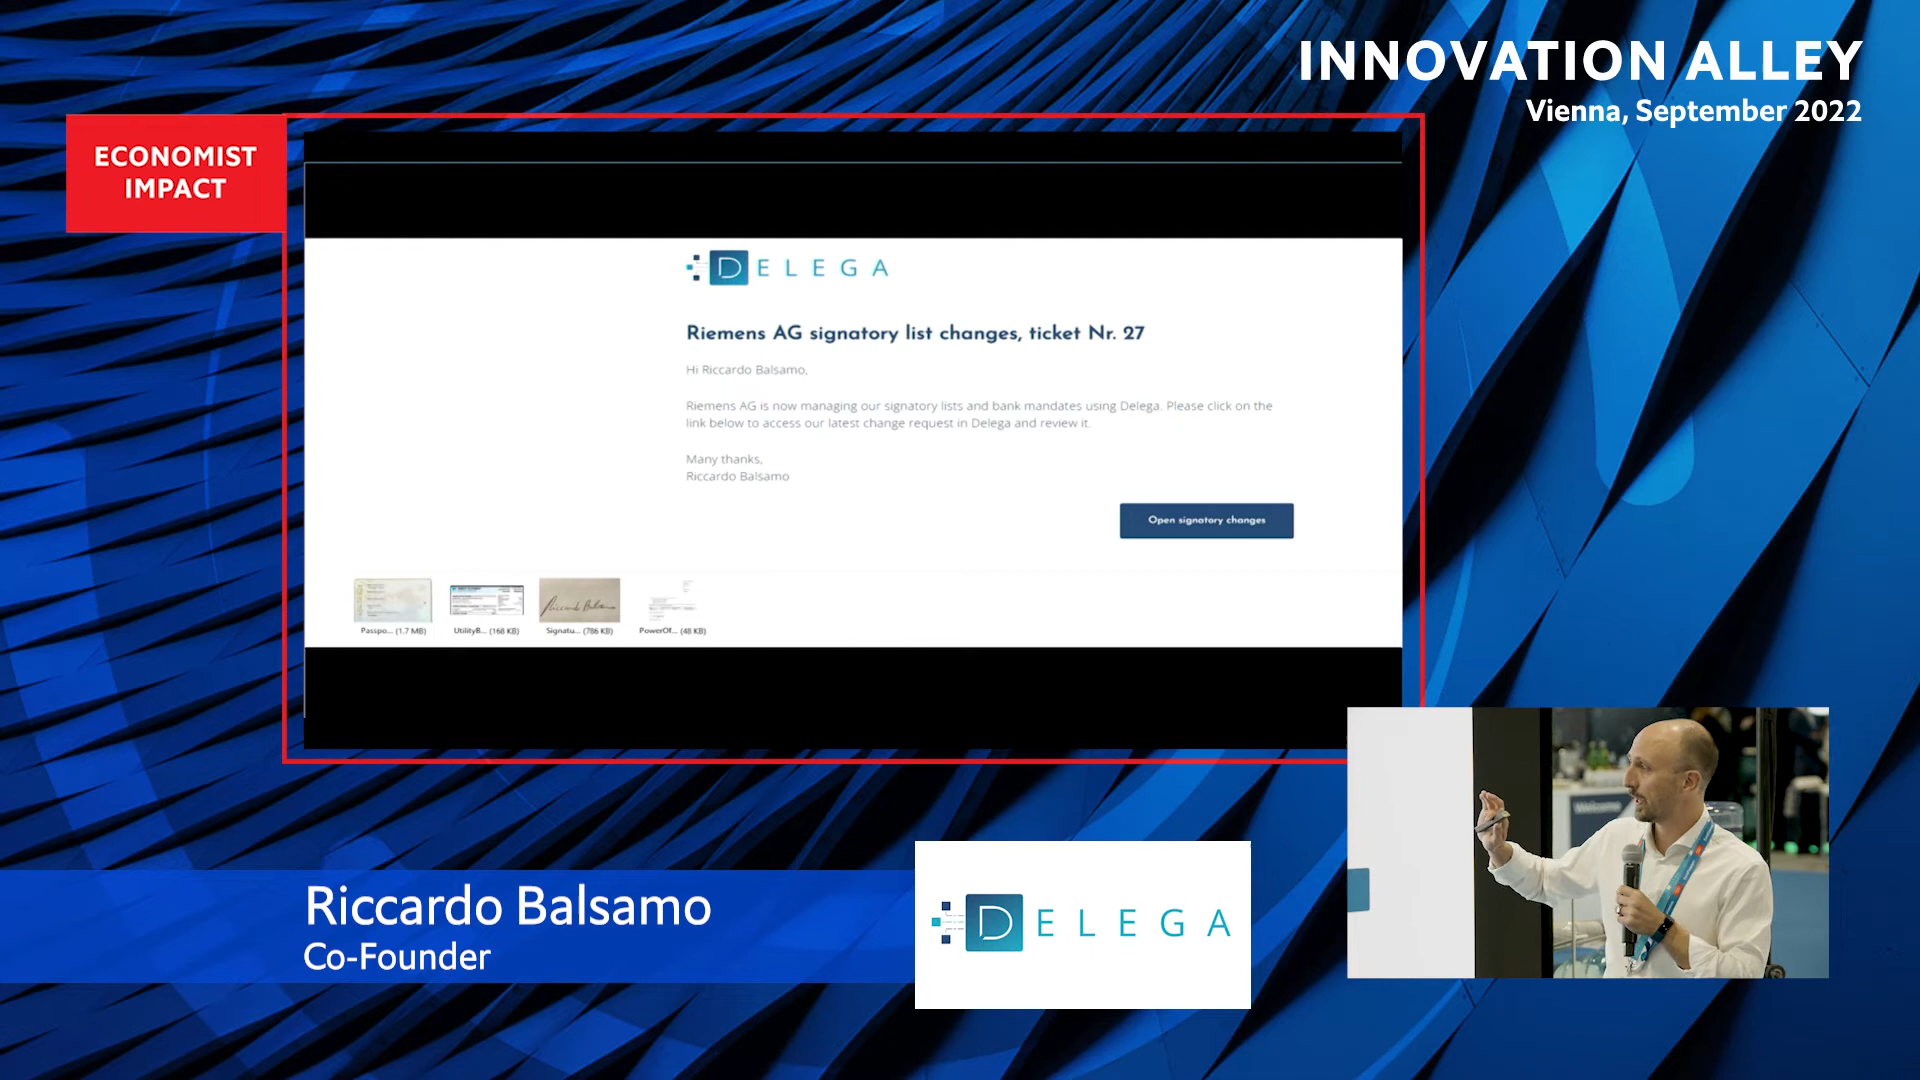 INNOVATION ALLEY
Vienna, September 2022
ECONOMIST
IMPACT
DELEGA
Riemens AG signatory list changes, ticket Nr. 27
Hi Riccardo Balsamo,
Riemens AG is now managing our signatory lists and bank mandates using Delega. Please click on the
link below to access our latest change request in Delega and review it.
Many thanks,
Riccardo Balsamo
Open signatory changes
Passpo... (1.7 MB)
UtilityB... (168 KB)
Signatu... (786 KB)
PowerOf... (48 KB)
Welcome
Riccardo Balsamo
Co-Founder
DELEGA